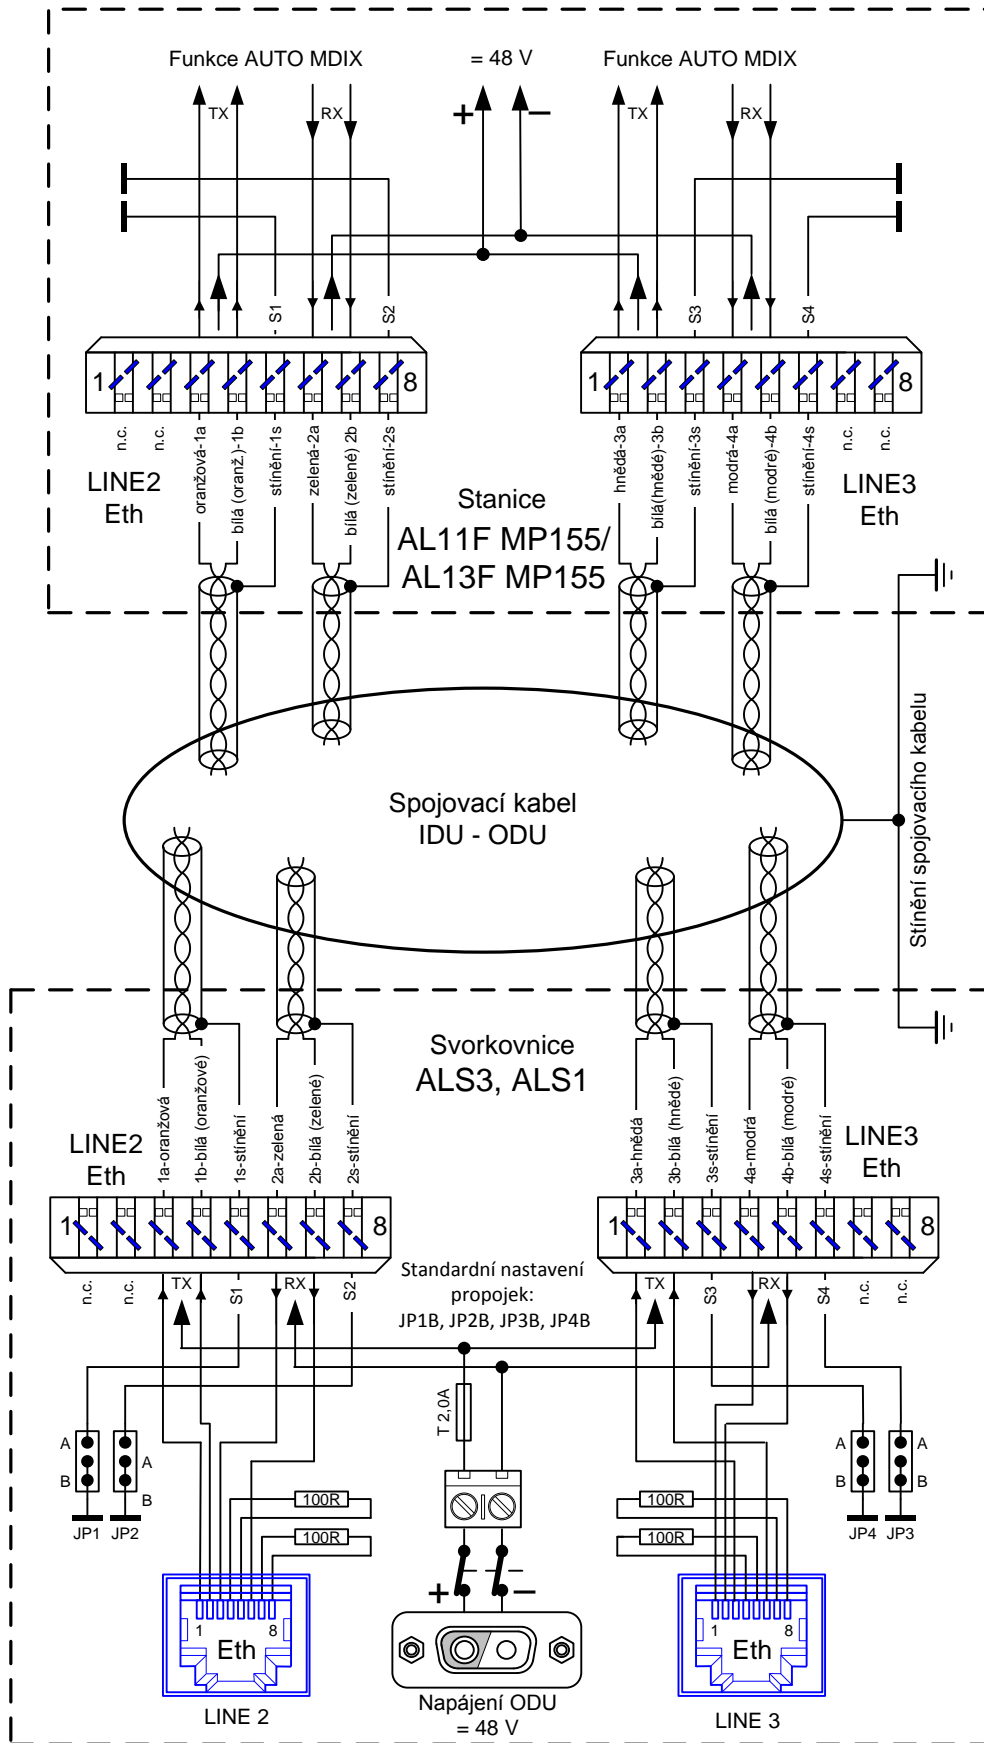 Funkce AUTO MDIX
= 48 V
Funkce AUTO MDIX
TX
RX
+
−
TX
RX
S1
S2
S3
S4
1
8
1
8
n.c.
n.c.
oranžová-1a
bílá (oranž.)-1b
stínění-1s
zelená-2a
bílá (zelené) 2b
stínění-2s
hnědá-3a
bílá(hnědé)-3b
stínění-3s
modrá-4a
bílá (modré)-4b
stínění-4s
n.c.
n.c.
LINE2
Eth
LINE3
Eth
Stanice
AL11F MP155/
AL13F MP155
Spojovací kabel
IDU - ODU
Stínění spojovacího kabelu
Svorkovnice
ALS3, ALS1
LINE2
Eth
LINE3
Eth
1a-oranžová
1b-bílá (oranžové)
1s-stínění
2a-zelená
2b-bílá (zelené)
2s-stínění
3a-hnědá
3b-bílá (hnědé)
3s-stínění
4a-modrá
4b-bílá (modré)
4s-stínění
1
8
1
8
n.c.
n.c.
TX
S1
RX
S2
Standardní nastavení
propojek:
JP1B, JP2B, JP3B, JP4B
TX
S3
RX
S4
n.c.
n.c.
T 2,0A
A
B
JP1
A
B
JP2
A
B
JP4
A
B
JP3
100R
100R
100R
100R
+
−
1
8
Eth
LINE 2
Napájení ODU
= 48 V
1
8
Eth
LINE 3